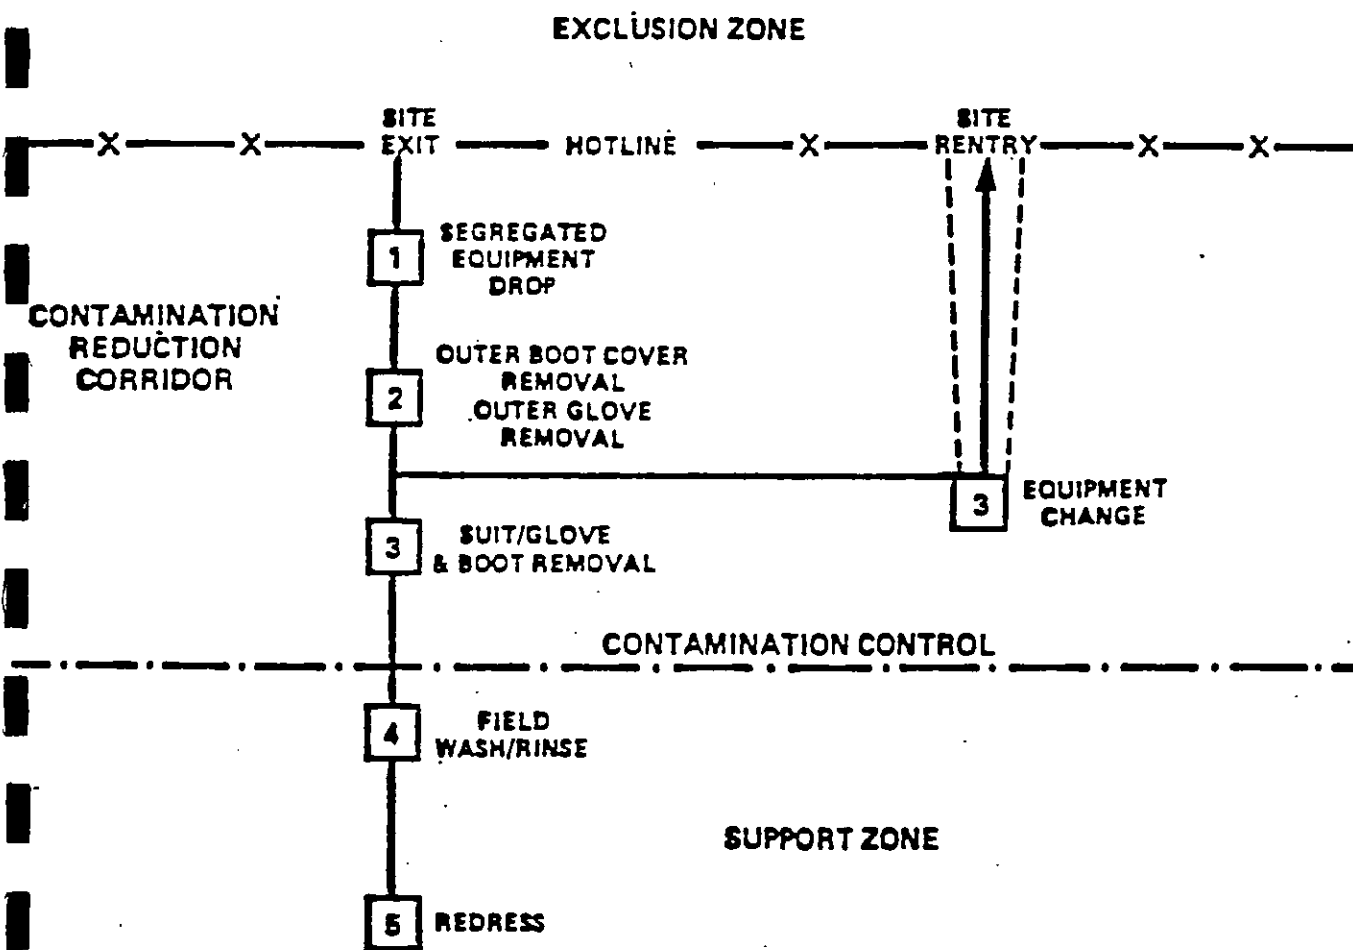 EXCLUSION ZONE
SITE
EXIT
HOTLINE
SITE
RENTRY
X
X
X
X
X
1
SEGREGATED
EQUIPMENT
DROP
CONTAMINATION
REDUCTION
CORRIDOR
2
OUTER BOOT COVER
REMOVAL
OUTER GLOVE
REMOVAL
3
EQUIPMENT
CHANGE
3
SUIT/GLOVE
& BOOT REMOVAL
CONTAMINATION CONTROL
4
FIELD
WASH/RINSE
SUPPORT ZONE
5
REDRESS